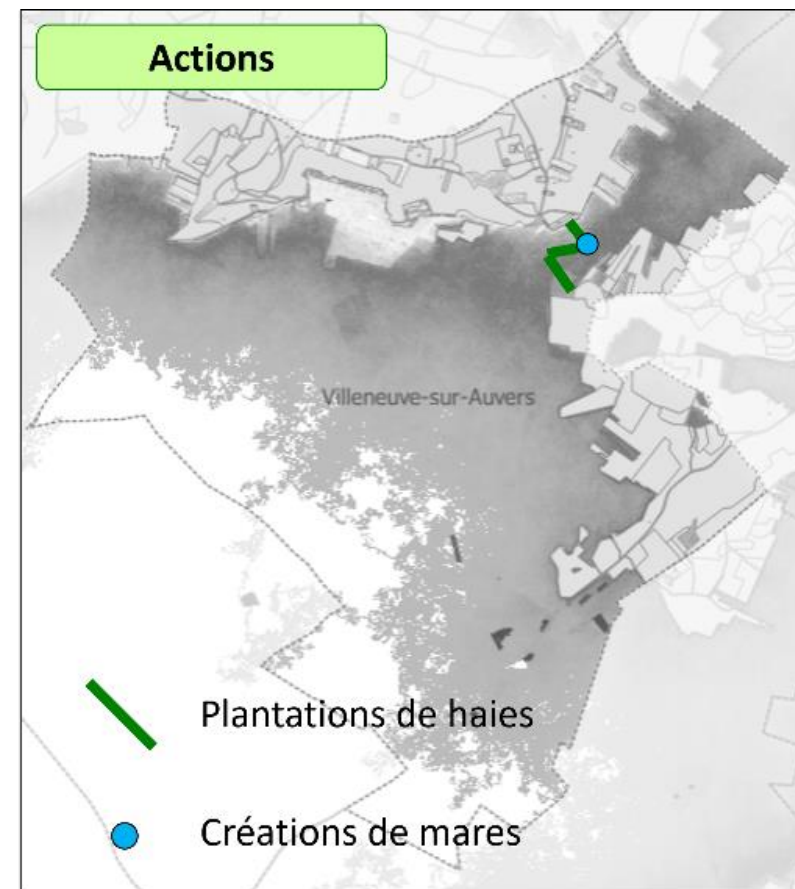 Actions
Villeneuve-sur-Auvers
Plantations de haies
Créations de mares